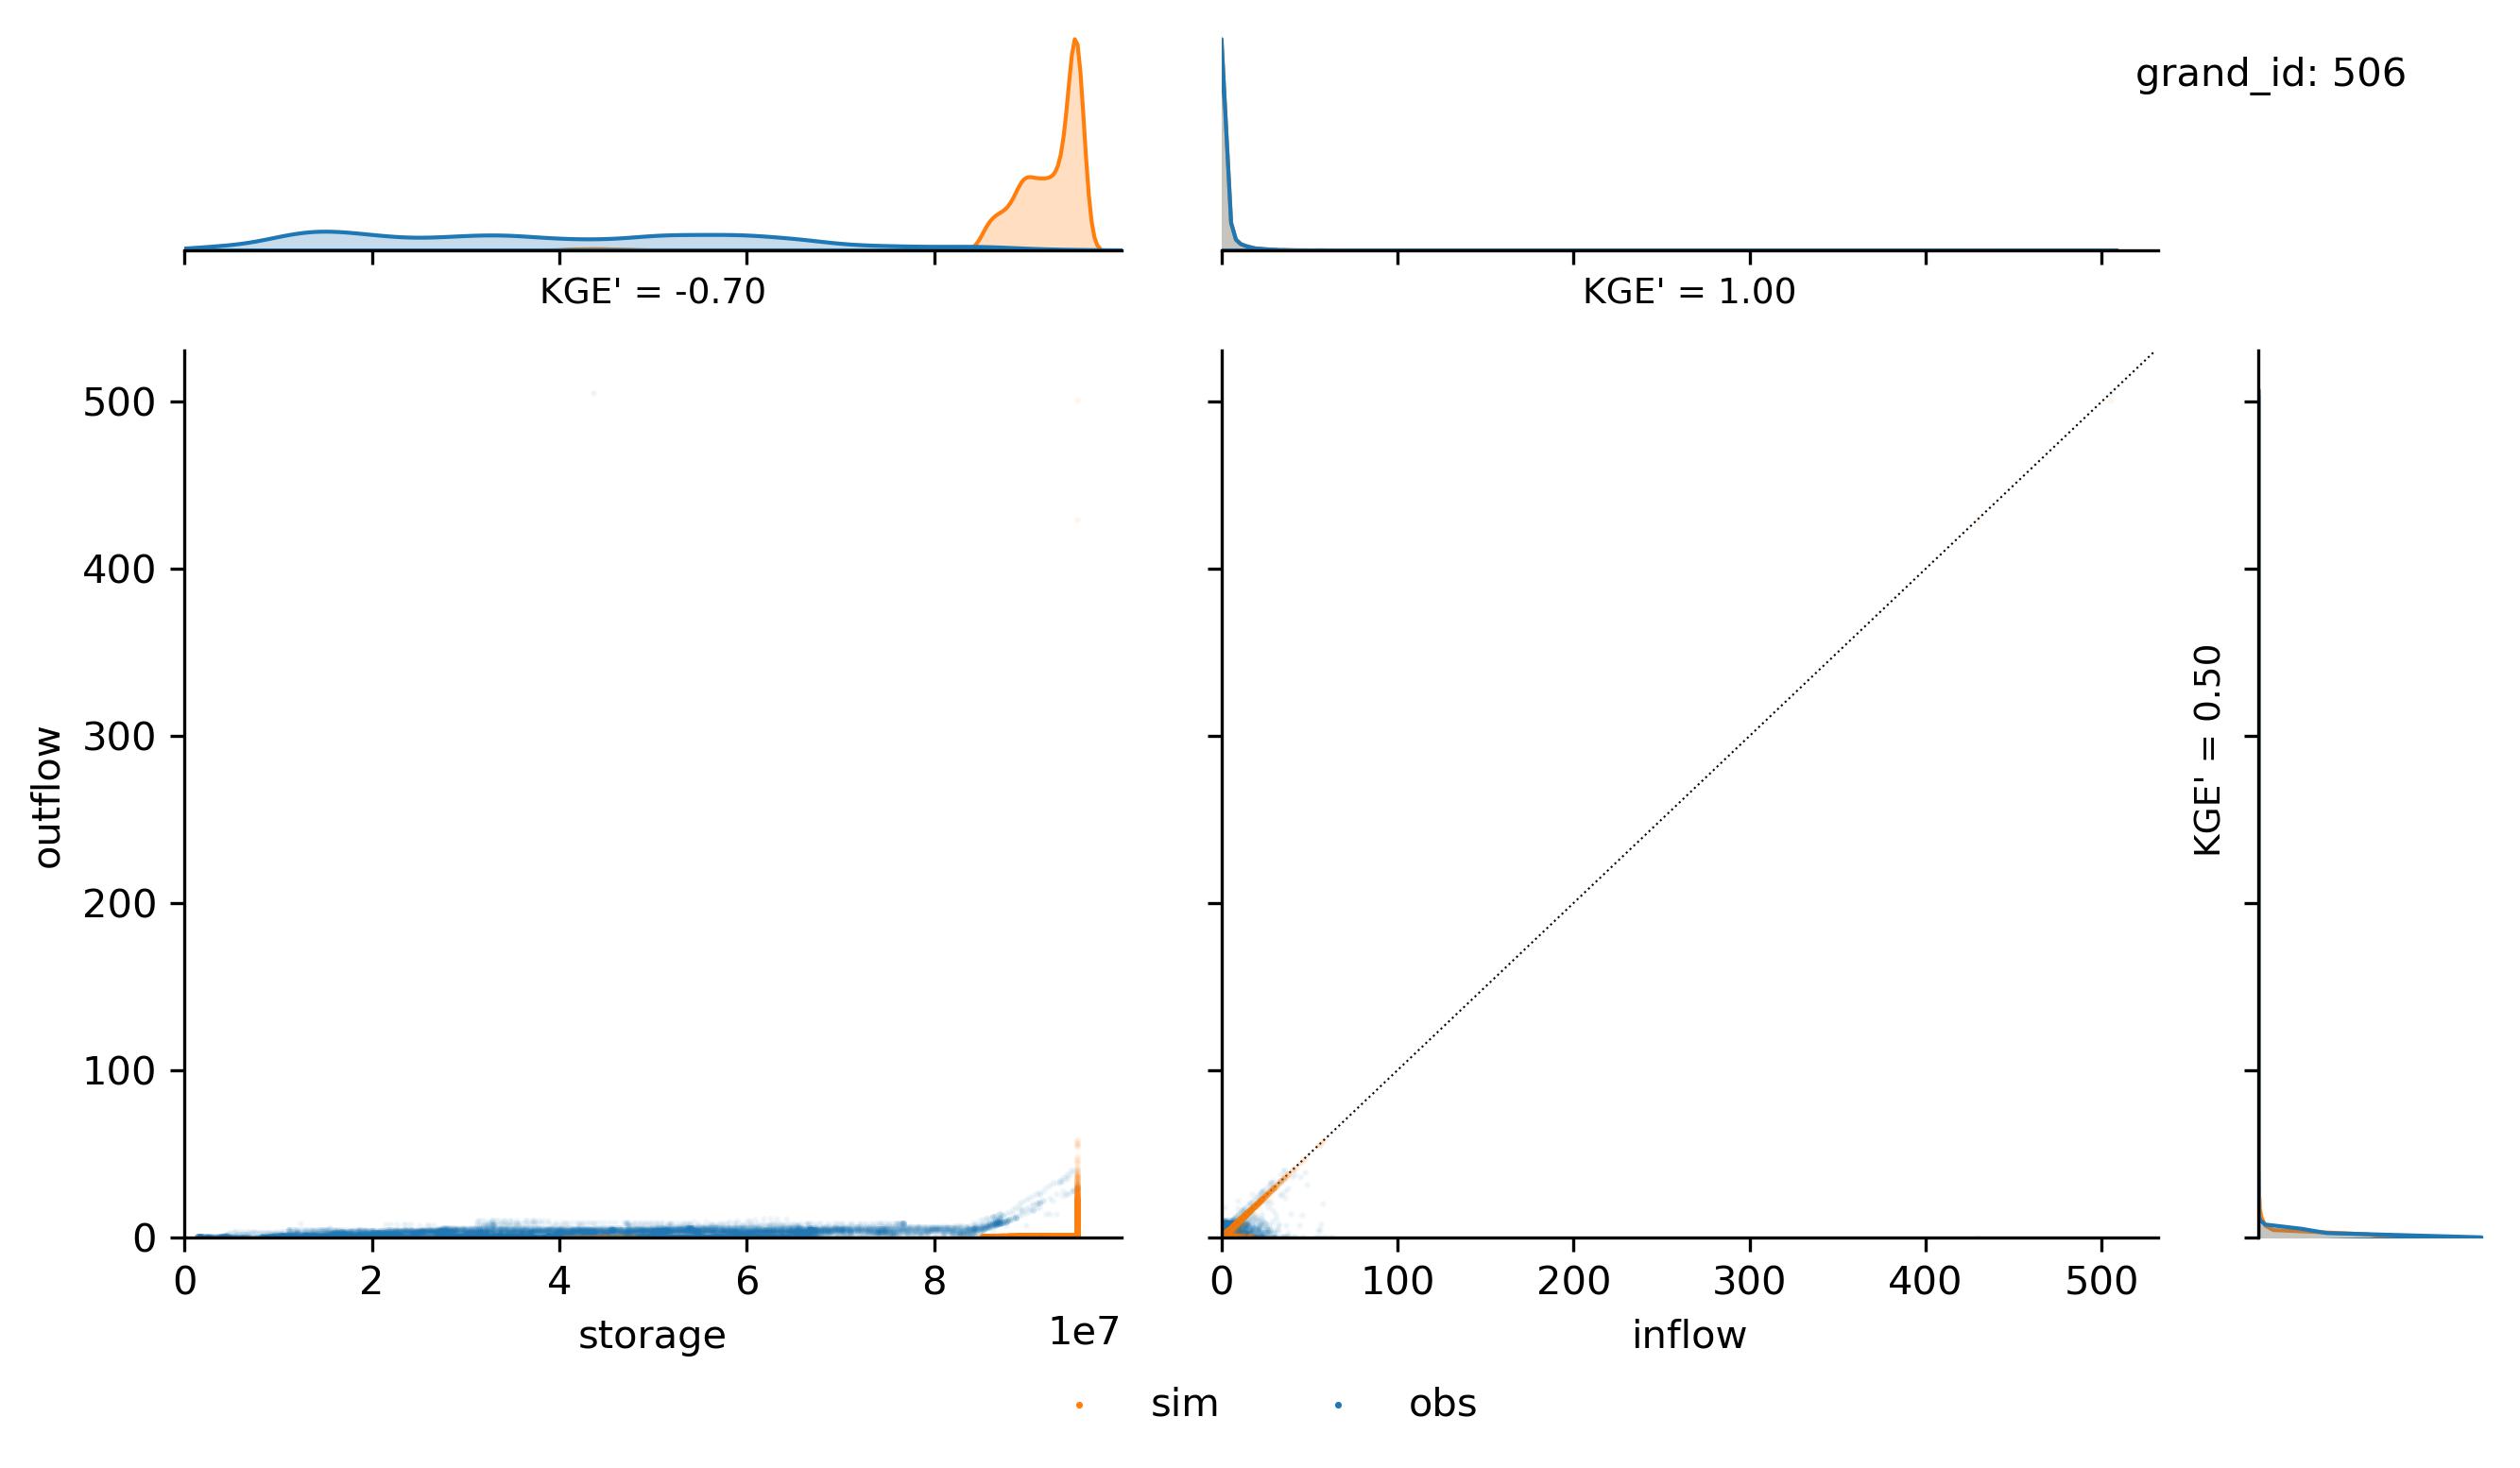 grand_id: 506
KGE' = -0.70
KGE' = 1.00
500
400
300
200
100
0
outflow
KGE' = 0.50
0 2 4 6 8
1e7
storage
0 100 200 300 400 500
inflow
sim obs